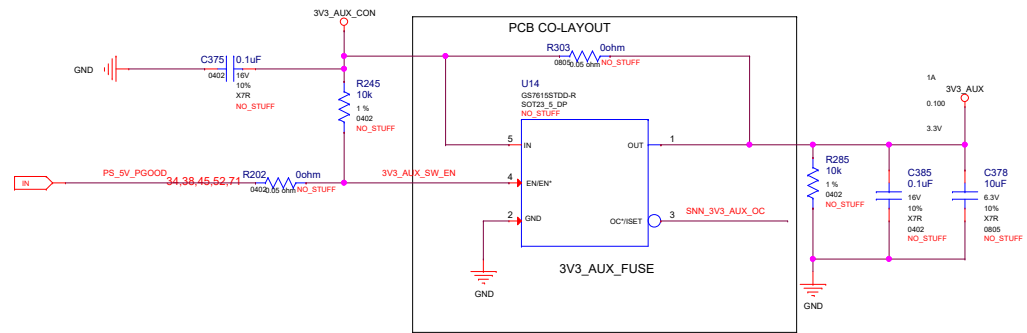 3V3_AUX_CON
PCB CO-LAYOUT
GND
C375
0.1uF
0402
16V
10%
X7R
NO_STUFF
R245
10k
1 %
0402
NO_STUFF
R303
0ohm
0805
0.05 ohm
NO_STUFF
U14
GS7615STDD-R
SOT23_5_DP
NO_STUFF
5
IN
OUT
1
IN
PS_5V_PGOOD
34,38,45,52,71
R202
0ohm
0402
0.05 ohm
NO_STUFF
3V3_AUX_SW_EN
4
EN/EN*
2
GND
OC*/ISET
3
SNN_3V3_AUX_OC
GND
3V3_AUX_FUSE
1A
3V3_AUX
0.100
3.3V
R285
10k
1 %
0402
NO_STUFF
C385
0.1uF
16V
10%
X7R
0402
NO_STUFF
C378
10uF
6.3V
10%
X7R
0805
NO_STUFF
GND